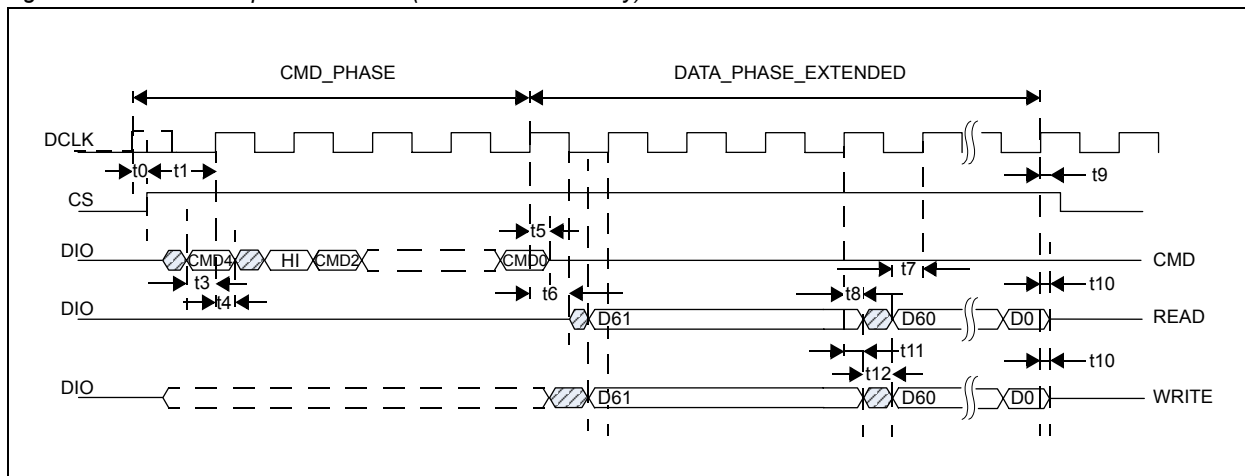 CMD_PHASE DATA_PHASE_EXTENDED
DCLK
t0 t1 t9
CS
t5
DIO CMD4 HI CMD2 CMD0 CMD
t3 t7
t4 t6 t8 t10
DIO D61 D60 D0 READ
t11
t12 t10
DIO D61 D60 D0 WRITE